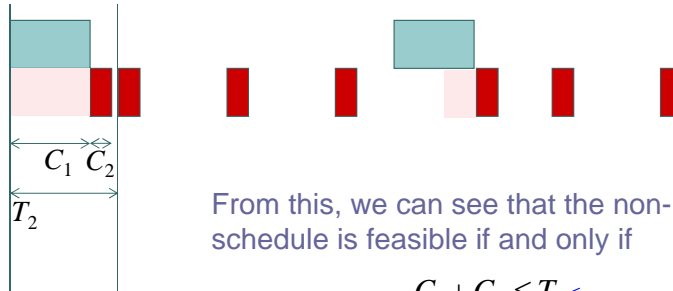 C₁ C₂
T₂
From this, we can see that the non-
schedule is feasible if and only if